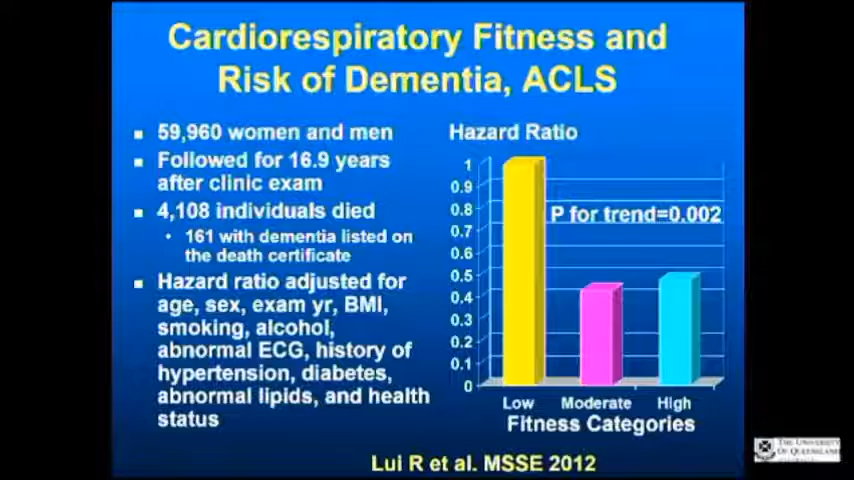 Cardiorespiratory Fitness and
Risk of Dementia, ACLS
59,960 women and men
Followed for 16.9 years
after clinic exam
4,108 individuals died
161 with dementia listed on
the death certificate
Hazard ratio adjusted for
age, sex, exam yr, BMI,
smoking, alcohol,
abnormal ECG, history of
hypertension, diabetes,
abnormal lipids, and health
status
Hazard Ratio
1
0.9
0.8
0.7
0.6
0.5
0.4
0.3
0.2
0.1
0
P for trend=0.002
Low Moderate High
Fitness Categories
Lui R et al. MSSE 2012
THE UNIVERSITY
OF QUEENSLAND